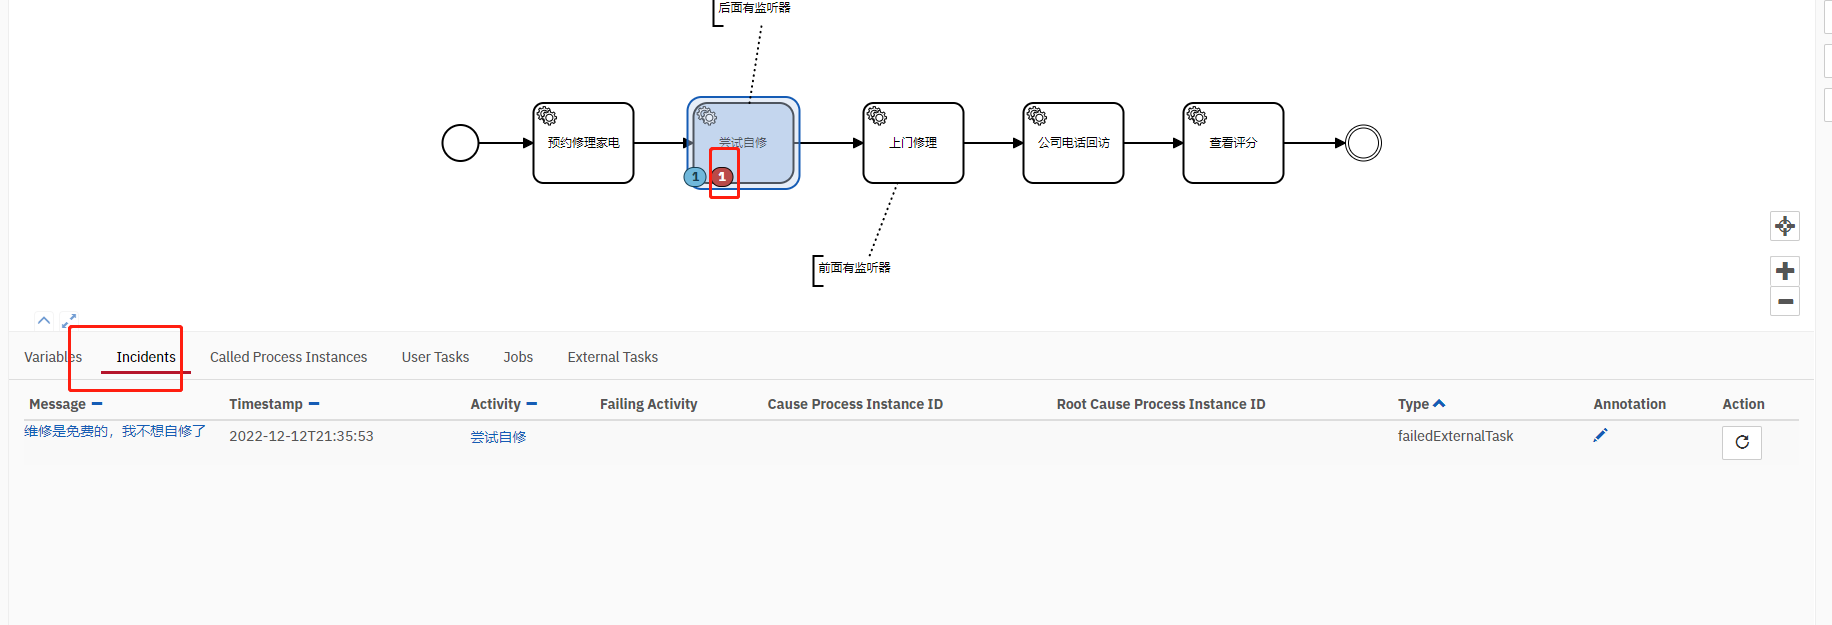 后面有监听器
预约修理家电
尝试自修
上门修理
公司电话回访
查看评分
1 1
前面有监听器
Variables Incidents Called Process Instances User Tasks Jobs External Tasks
Message Timestamp Activity Failing Activity Cause Process Instance ID Root Cause Process Instance ID Type Annotation Action
维修是免费的，我不想自修了 2022-12-12T21:35:53 尝试自修 failedExternalTask